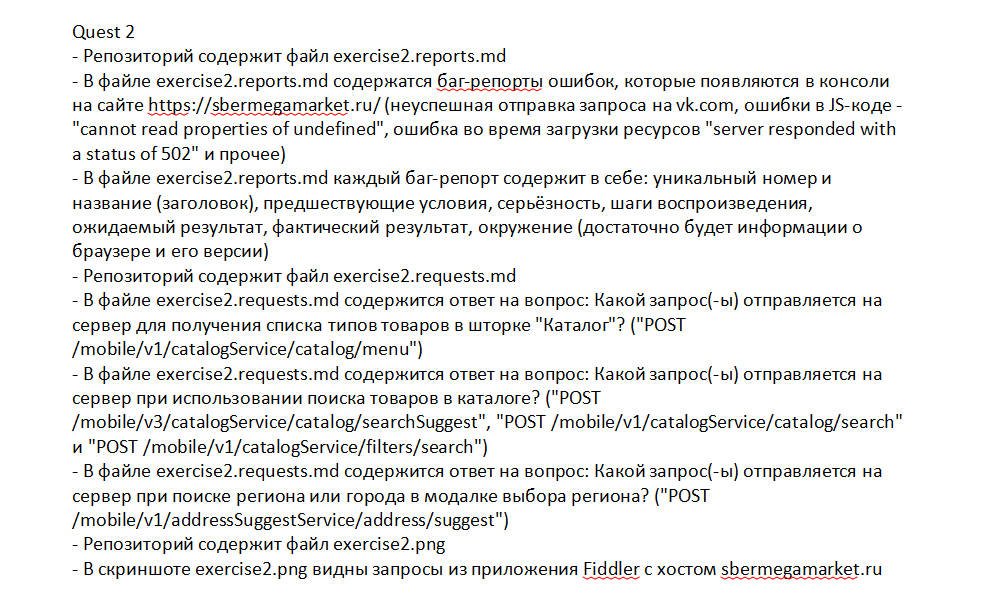 Quest 2
- Репозиторий содержит файл exercise2.reports.md
- В файле exercise2.reports.md содержатся баг-репорты ошибок, которые появляются в консоли
на сайте https://sbermegamarket.ru/ (неуспешная отправка запроса на vk.com, ошибки в JS-коде -
"cannot read properties of undefined", ошибка во время загрузки ресурсов "server responded with
a status of 502" и прочее)
- В файле exercise2.reports.md каждый баг-репорт содержит в себе: уникальный номер и
название (заголовок), предшествующие условия, серьёзность, шаги воспроизведения,
ожидаемый результат, фактический результат, окружение (достаточно будет информации о
браузере и его версии)
- Репозиторий содержит файл exercise2.requests.md
- В файле exercise2.requests.md содержится ответ на вопрос: Какой запрос(-ы) отправляется на
сервер для получения списка типов товаров в шторке "Каталог"? ("POST
/mobile/v1/catalogService/catalog/menu")
- В файле exercise2.requests.md содержится ответ на вопрос: Какой запрос(-ы) отправляется на
сервер при использовании поиска товаров в каталоге? ("POST
/mobile/v3/catalogService/catalog/searchSuggest", "POST /mobile/v1/catalogService/catalog/search"
и "POST /mobile/v1/catalogService/filters/search")
- В файле exercise2.requests.md содержится ответ на вопрос: Какой запрос(-ы) отправляется на
сервер при поиске региона или города в модалке выбора региона? ("POST
/mobile/v1/addressSuggestService/address/suggest")
- Репозиторий содержит файл exercise2.png
- В скриншоте exercise2.png видны запросы из приложения Fiddler с хостом sbermegamarket.ru